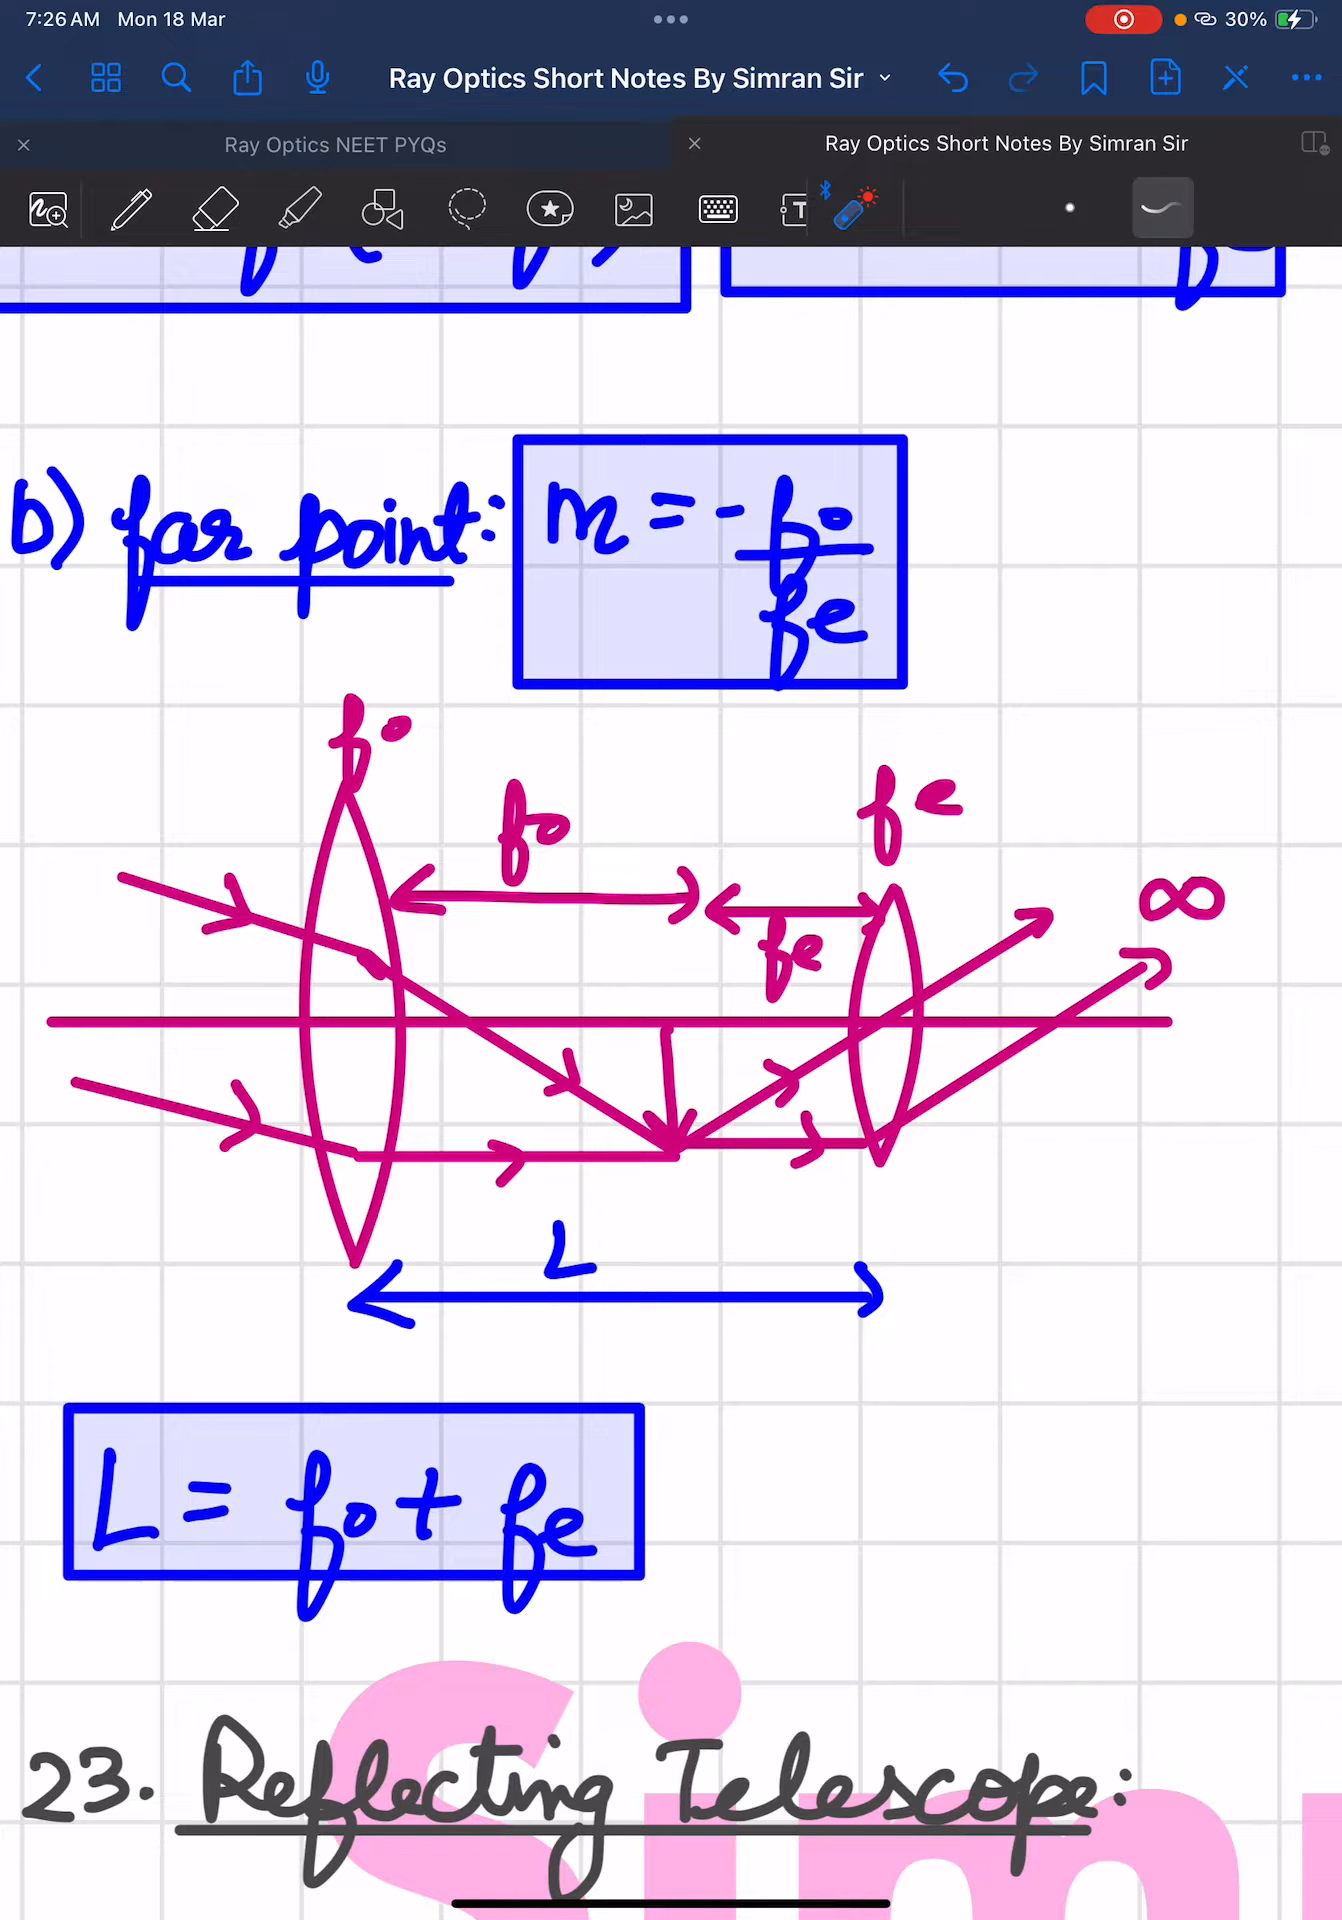 7:26 AM Mon 18 Mar
30%
Ray Optics Short Notes By Simran Sir
Ray Optics NEET PYQs
Ray Optics Short Notes By Simran Sir
b) far point:
m = - fo
fe
fo
fo
fe
fe
∞
L
L = fo + fe
23. Reflecting Telescope: